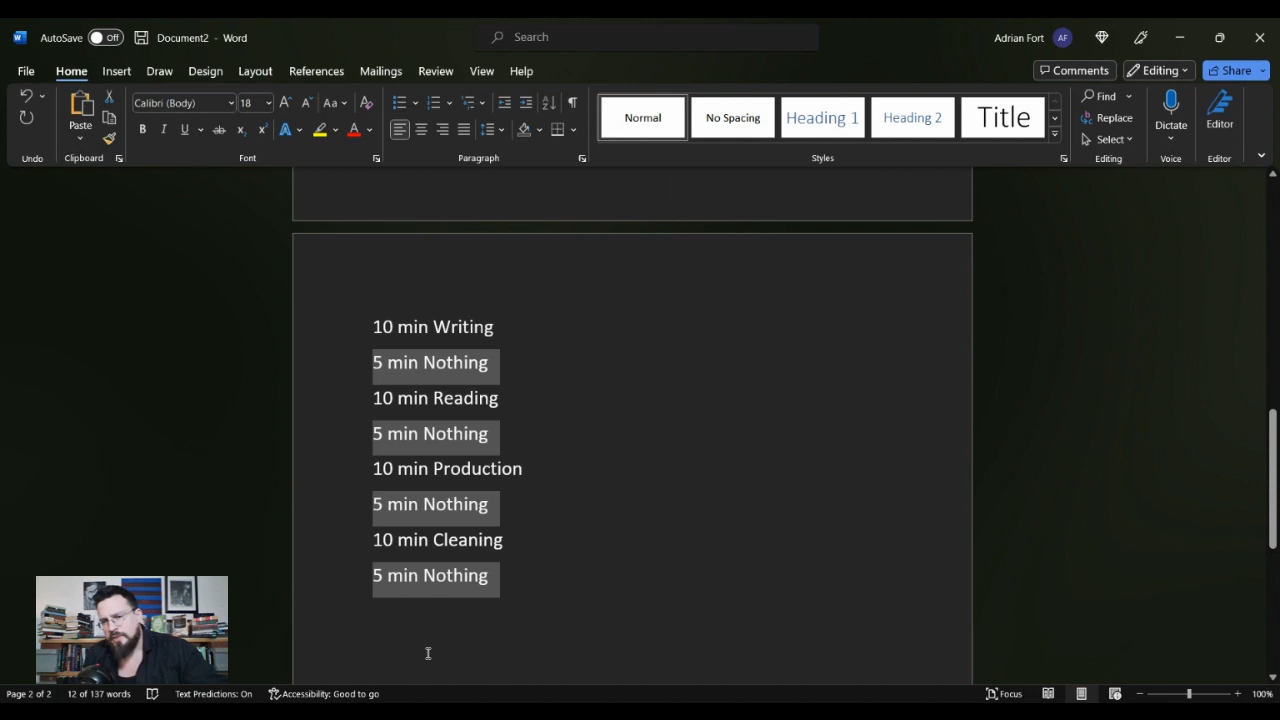 AutoSave Off Document2 - Word Search Adrian Fort AF
File Home Insert Draw Design Layout References Mailings Review View Help Comments Editing Share
Paste Calibri (Body) 18 Aa Normal No Spacing Heading 1 Heading 2 Title Find Replace Select Dictate Editor
Undo Clipboard Font Paragraph Styles Editing Voice Editor
10 min Writing
5 min Nothing
10 min Reading
5 min Nothing
10 min Production
5 min Nothing
10 min Cleaning
5 min Nothing
Page 2 of 2 12 of 137 words Text Predictions: On Accessibility: Good to go Focus 100%